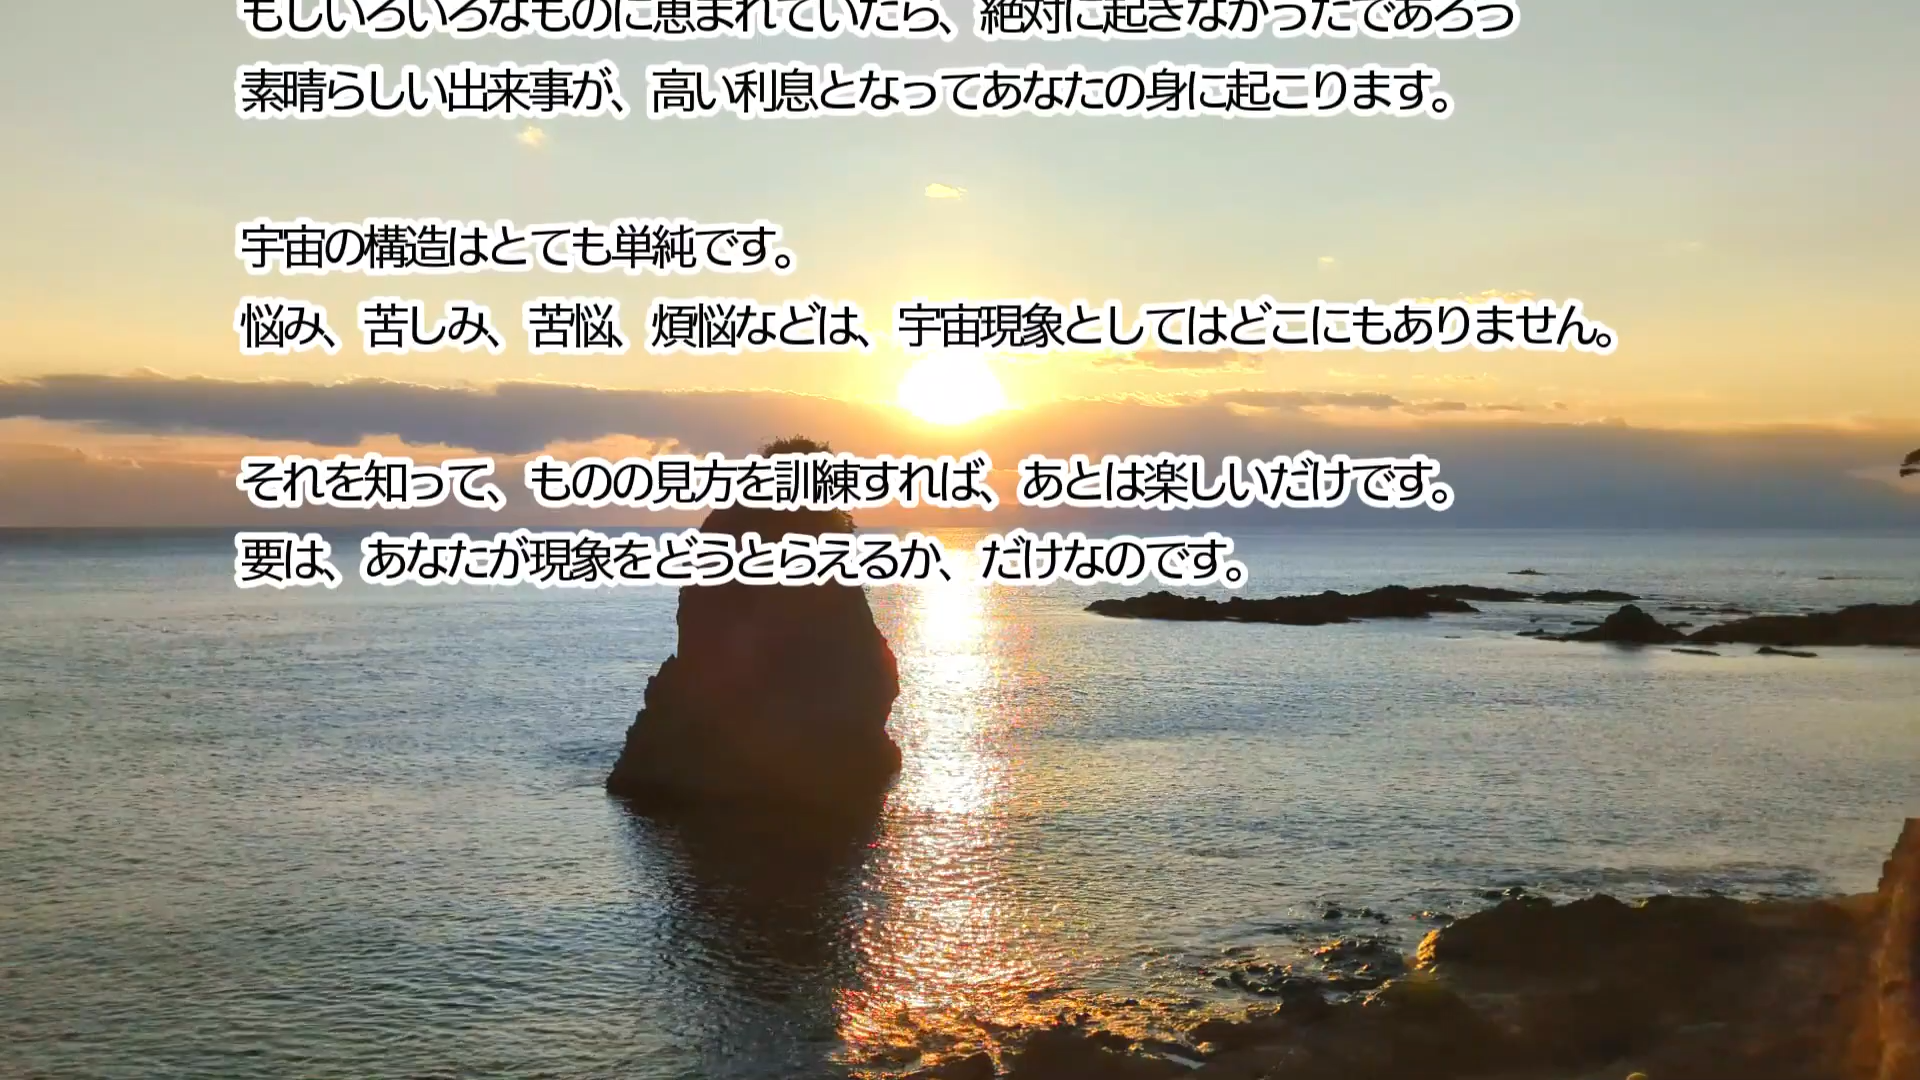 もしいろいろなものに恵まれていたら、絶対に起きなかったであろう
素晴らしい出来事が、高い利息となってあなたの身に起こります。
宇宙の構造はとても単純です。
悩み、苦しみ、苦悩、煩悩などは、宇宙現象としてはどこにもありません。
それを知って、ものの見方を訓練すれば、あとは楽しいだけです。
要は、あなたが現象をどうとらえるか、だけなのです。